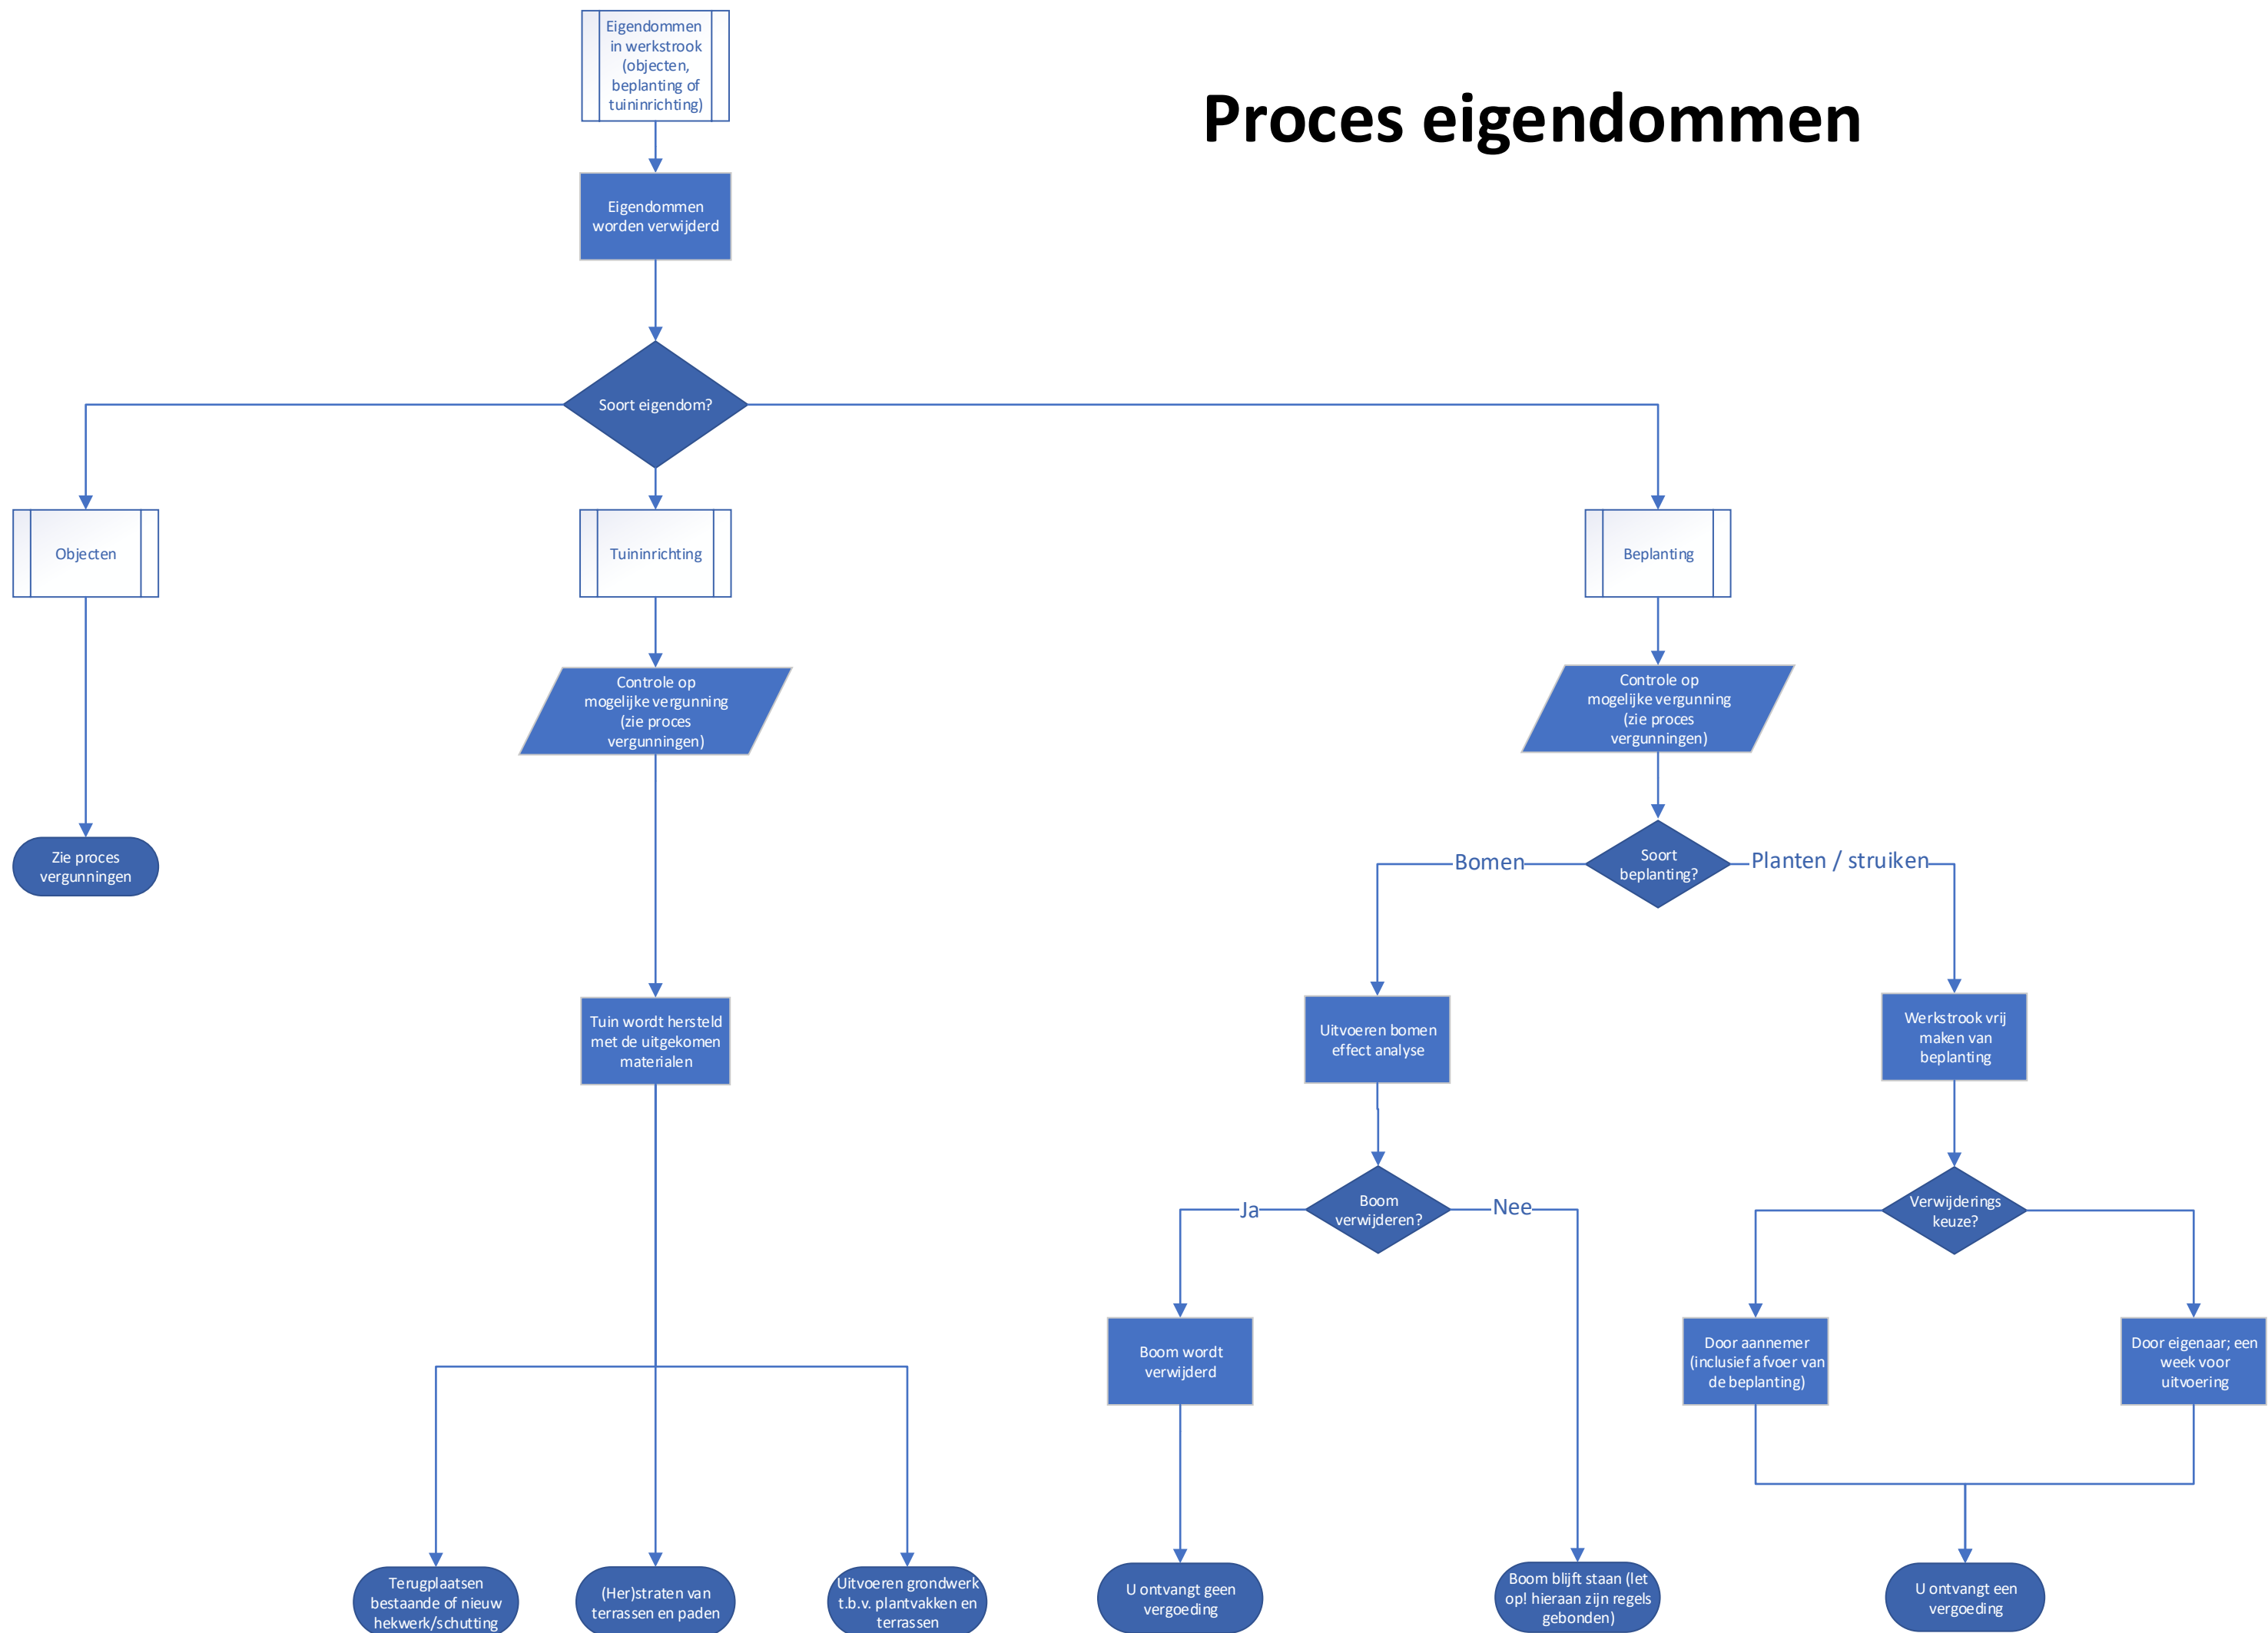 Eigendommen
in werkstrook
(objecten,
beplanting of
tuininrichting)
Proces eigendommen
Eigendommen
worden verwijderd
Soort eigendom?
Objecten
Tuininrichting
Beplanting
Controle op
mogelijke vergunning
(zie proces
vergunningen)
Controle op
mogelijke vergunning
(zie proces
vergunningen)
Zie proces
vergunningen
Bomen
Soort
beplanting?
Planten / struiken
Tuin wordt hersteld
met de uitgekomen
materialen
Uitvoeren bomen
effect analyse
Werkstrook vrij
maken van
beplanting
Ja
Boom
verwijderen?
Nee
Verwijderings
keuze?
Boom wordt
verwijderd
Door aannemer
(inclusief afvoer van
de beplanting)
Door eigenaar; een
week voor
uitvoering
Terugplaatsen
bestaande of nieuw
hekwerk/schutting
(Her)straten van
terrassen en paden
Uitvoeren grondwerk
t.b.v. plantvakken en
terrassen
U ontvangt geen
vergoeding
Boom blijft staan (let
op! hieraan zijn regels
gebonden)
U ontvangt een
vergoeding